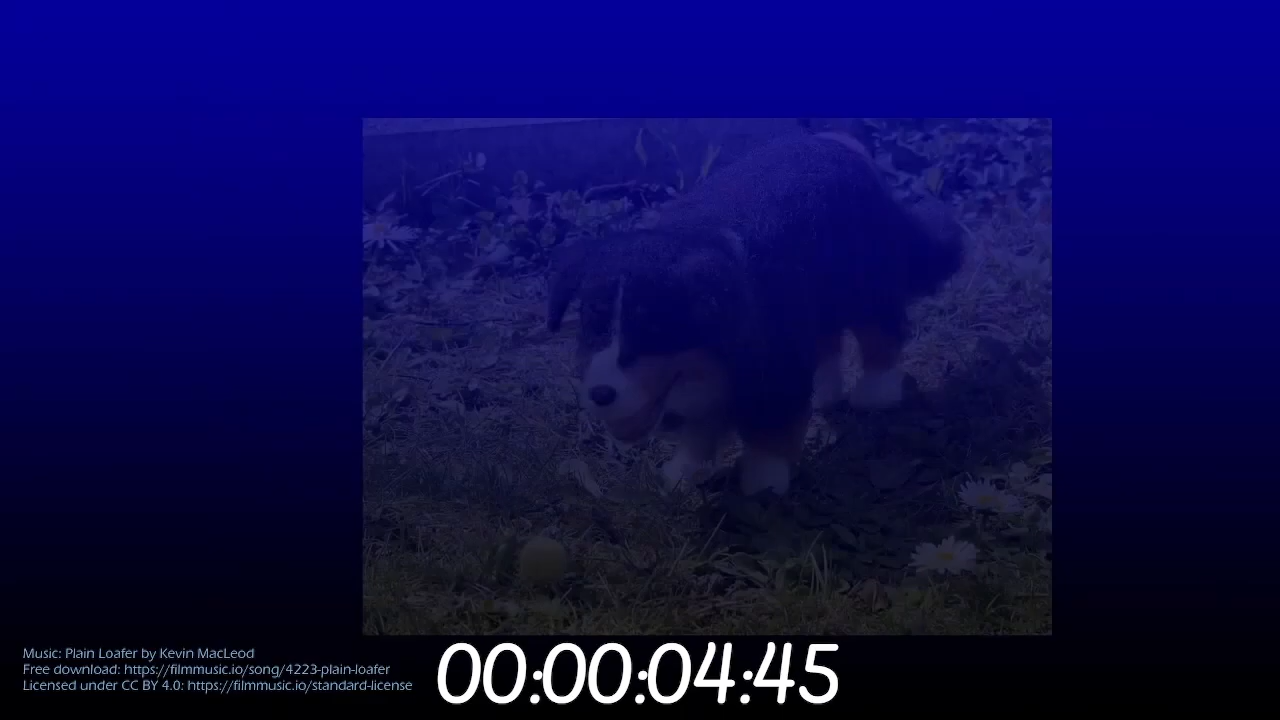 Music: Plain Loafer by Kevin MacLeod
Free download: https://filmmusic.io/song/4223-plain-loafer
Licensed under CC BY 4.0: https://filmmusic.io/standard-license
00:00:04:45